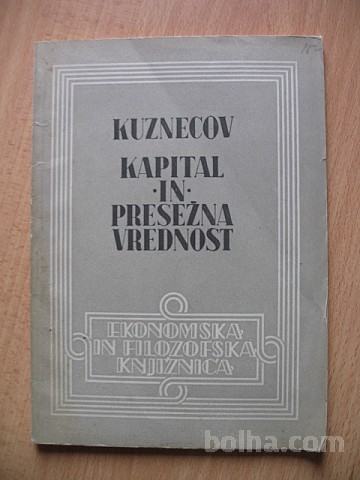 KUZNECOV
KAPITAL
·IN·
PRESEŽNA
VREDNOST
EKONOMSKA
IN FILOZOFSKA
KNJIŽNICA
bolha.com